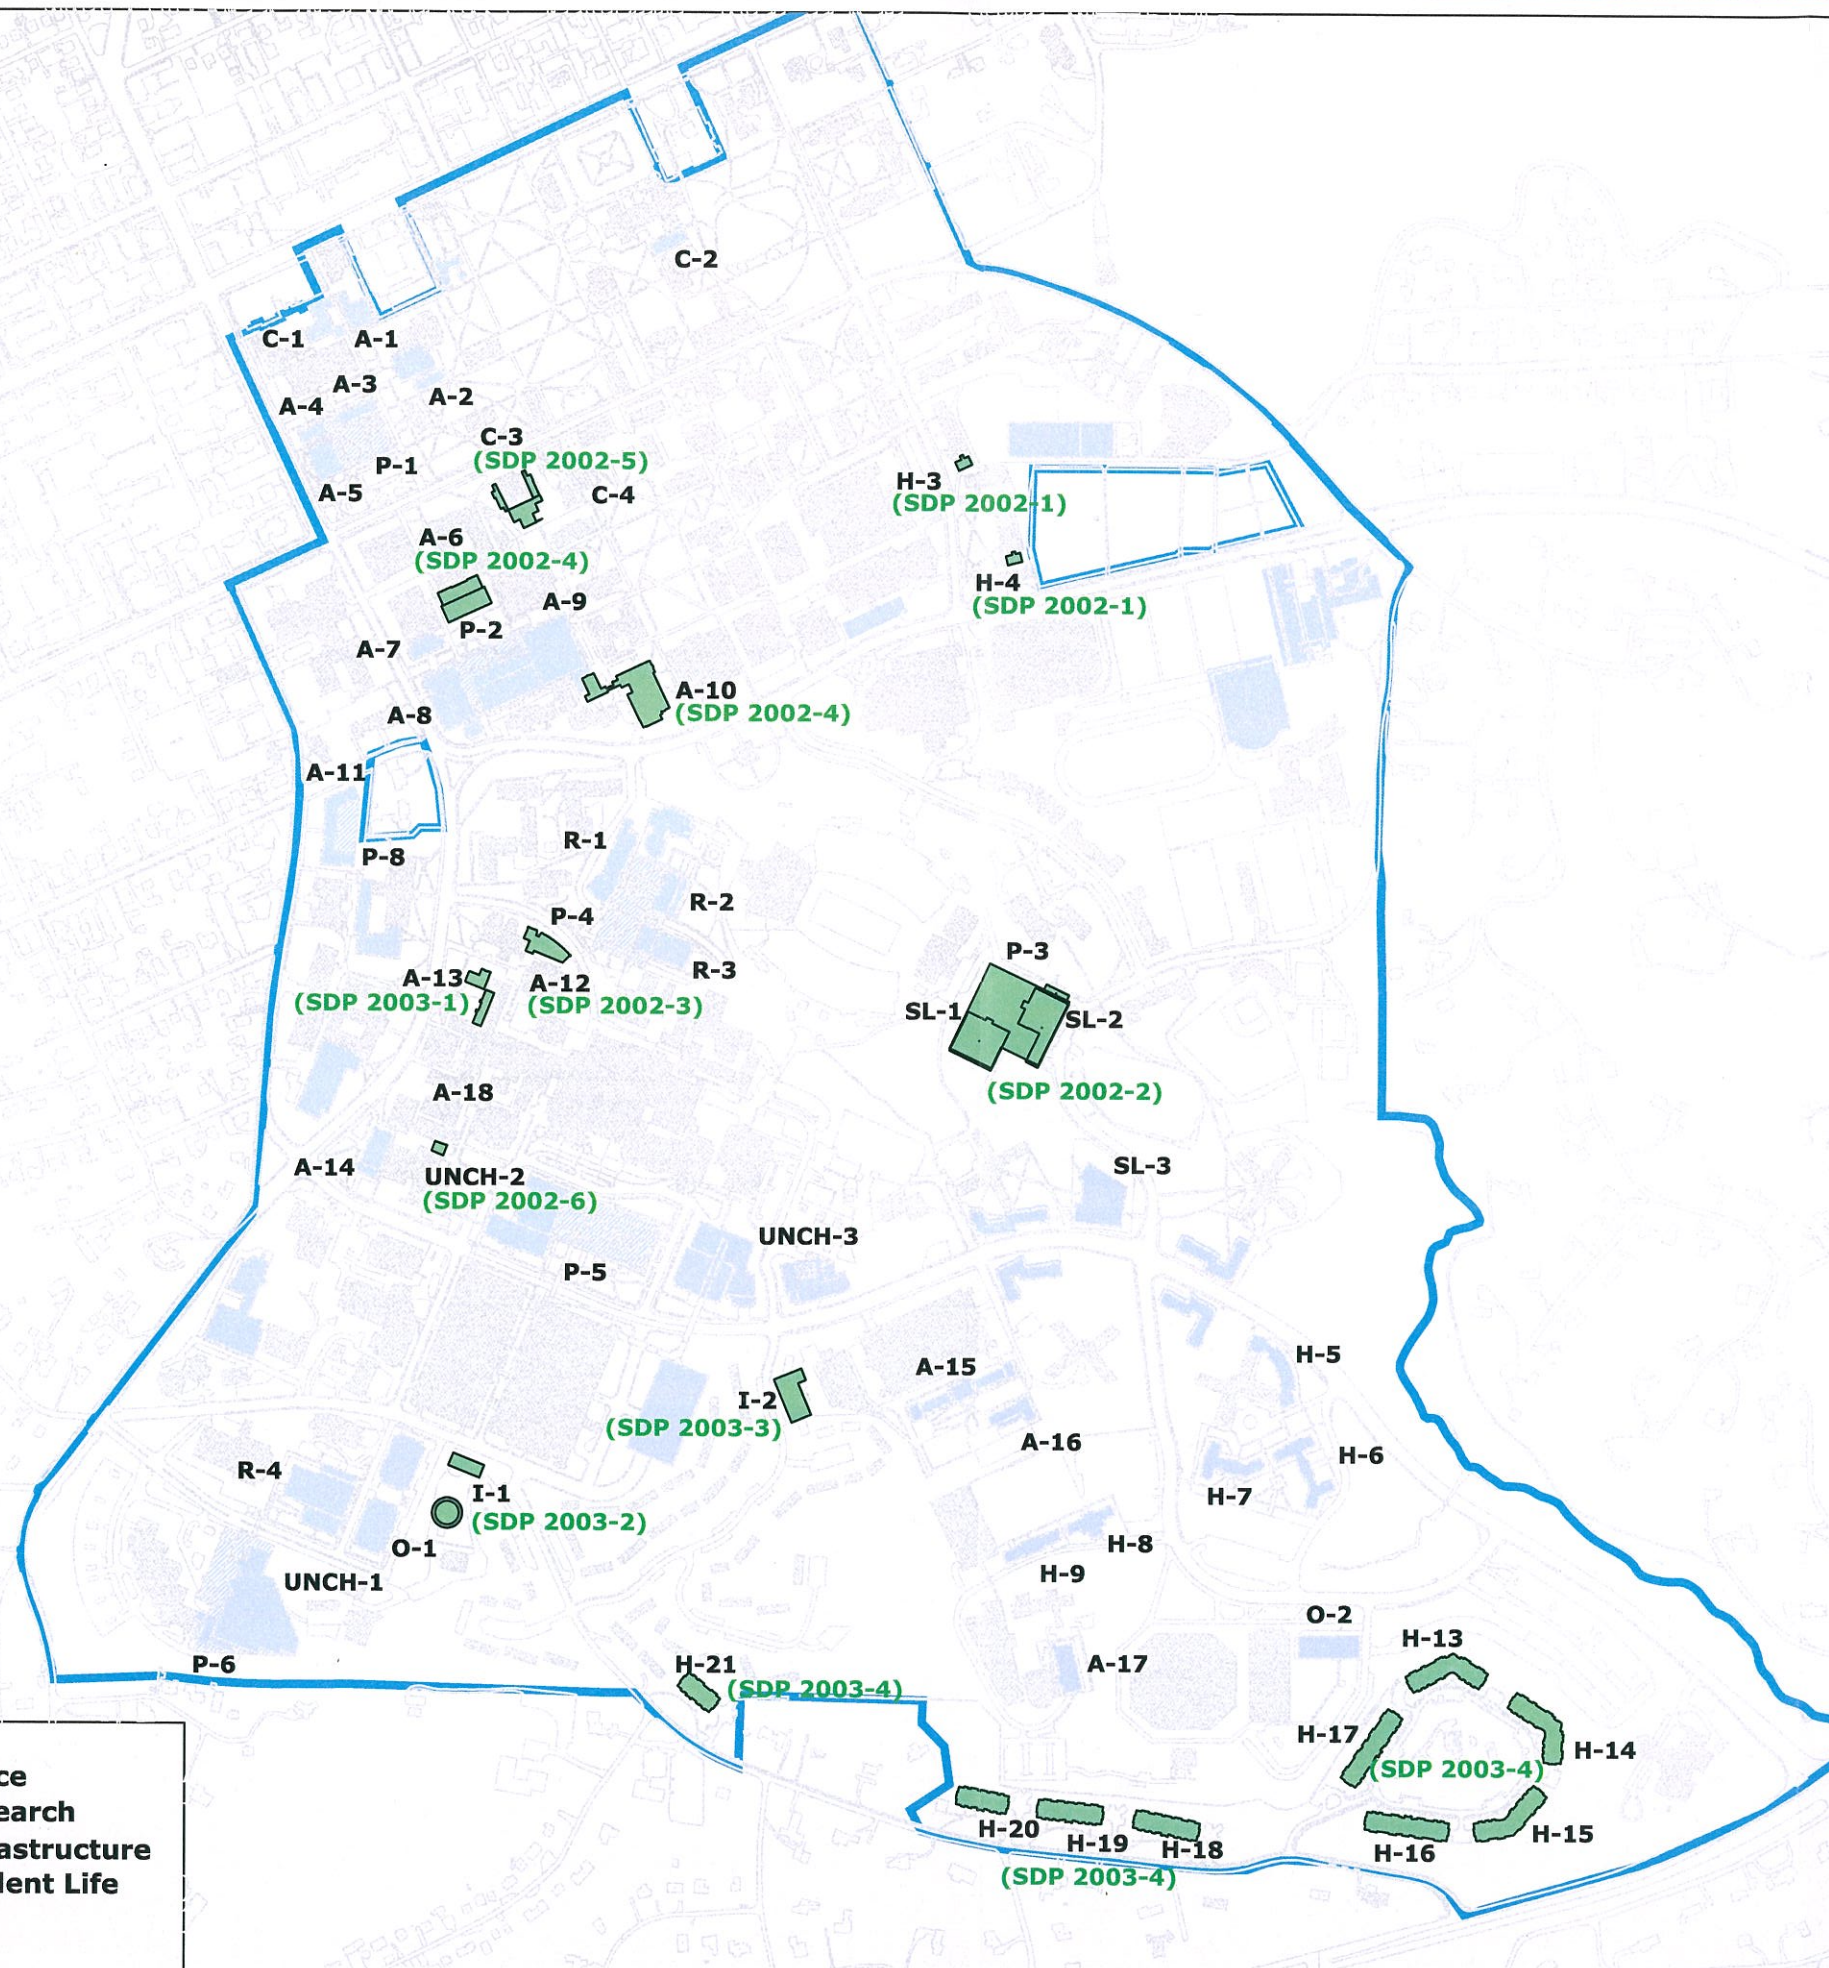 C-2
C-1
A-1
A-3
A-2
A-4
C-3
(SDP 2002-5)
P-1
A-5
C-4
H-3
(SDP 2002-1)
A-6
(SDP 2002-4)
H-4
(SDP 2002-1)
A-9
P-2
A-7
A-10
(SDP 2002-4)
A-8
A-11
R-1
P-8
R-2
P-4
P-3
R-3
A-13
(SDP 2003-1)
A-12
(SDP 2002-3)
SL-1
SL-2
A-18
(SDP 2002-2)
A-14
SL-3
UNCH-2
(SDP 2002-6)
UNCH-3
P-5
H-5
A-15
I-2
(SDP 2003-3)
A-16
H-6
R-4
I-1
(SDP 2003-2)
H-7
O-1
H-8
H-9
UNCH-1
O-2
H-13
P-6
H-21
(SDP 2003-4)
A-17
H-17
H-14
(SDP 2003-4)
H-20
H-19
H-18
H-16
H-15
(SDP 2003-4)
ce
earch
astructure
lent Life